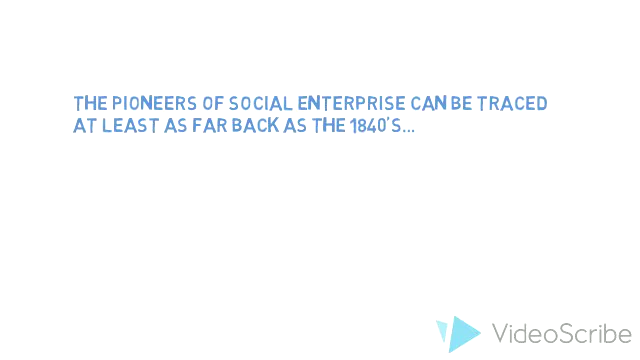 THE PIONEERS OF SOCIAL ENTERPRISE CAN BE TRACED
AT LEAST AS FAR BACK AS THE 1840'S...
VideoScribe